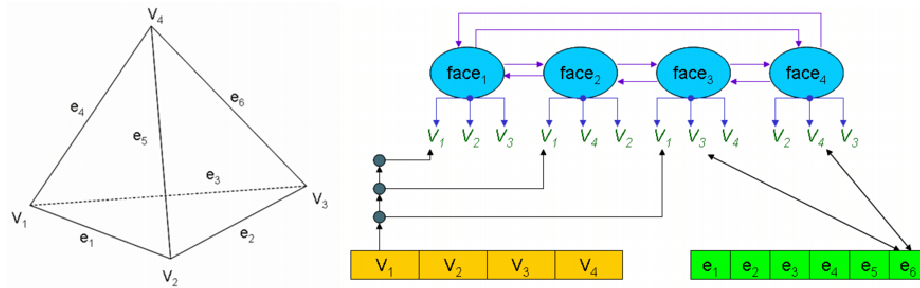 V₄
e₄
e₆
e₅
e₃
V₁
V₃
e₁
e₂
V₂
face₁ face₂ face₃ face₄
V₁ V₂ V₃ V₁ V₄ V₂ V₁ V₃ V₄ V₂ V₄ V₃
V₁ V₂ V₃ V₄
e₁ e₂ e₃ e₄ e₅ e₆